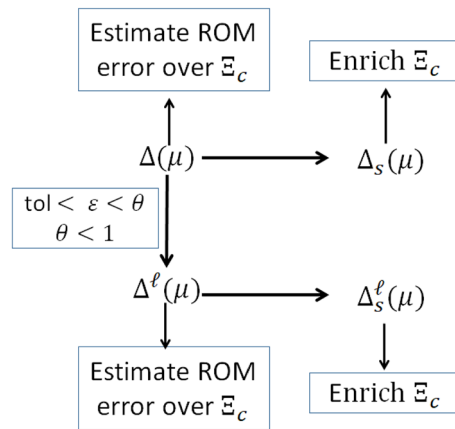 Estimate ROM
error over Ξ_c
Enrich Ξ_c
Δ(μ)
Δ_s(μ)
tol < ε < θ
θ < 1
Δ^ℓ(μ)
Δ_s^ℓ(μ)
Estimate ROM
error over Ξ_c
Enrich Ξ_c